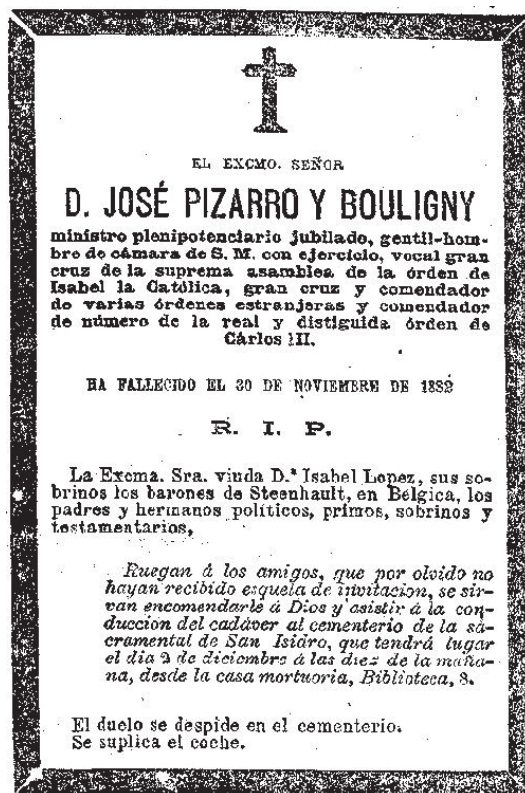 EL EXCMO. SEÑOR
D. JOSÉ PIZARRO Y BOULIGNY
ministro plenipotenciario jubilado, gentil-hom-
bre de cámara de S. M. con ejercicio, vocal gran
cruz de la suprema asamblea de la órden de
Isabel la Católica, gran cruz y comendador
de varias órdenes estranjeras y comendador
de número de la real y distiguida órden de
Cárlos III.
HA FALLECIDO EL 30 DE NOVIEMBRE DE 1882
R. I. P.
La Excma. Sra. viuda D.ª Isabel Lopez, sus so-
brinos los barones de Steenhault, en Bélgica, los
padres y hermanos políticos, primos, sobrinos y
testamentarios,
Ruegan á los amigos, que por olvido no
hayan recibido esquela de invitacion, se sir-
van encomendarle á Dios y asistir á la con-
duccion del cadáver al cementerio de la sa-
cramental de San Isidro, que tendrá lugar
el dia 2 de diciembre á las diez de la maña-
na, desde la casa mortuoria, Biblioteca, 8.
El duelo se despide en el cementerio.
Se suplica el coche.